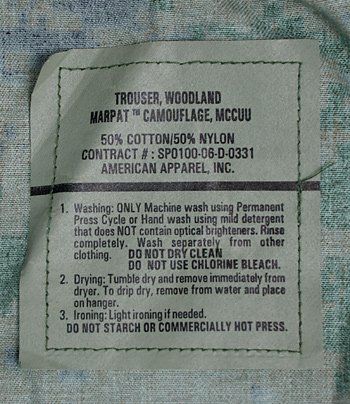 TROUSER, WOODLAND
MARPAT™ CAMOUFLAGE, MCCUU
50% COTTON/50% NYLON
CONTRACT #: SP0100-06-D-0331
AMERICAN APPAREL, INC.
1. Washing: ONLY Machine wash using Permanent
Press Cycle or Hand wash using mild detergent
that does NOT contain optical brighteners. Rinse
completely. Wash separately from other
clothing. DO NOT DRY CLEAN
DO NOT USE CHLORINE BLEACH.
2. Drying: Tumble dry and remove immediately from
dryer. To drip dry, remove from water and place
on hanger.
3. Ironing: Light ironing if needed.
DO NOT STARCH OR COMMERCIALLY HOT PRESS.